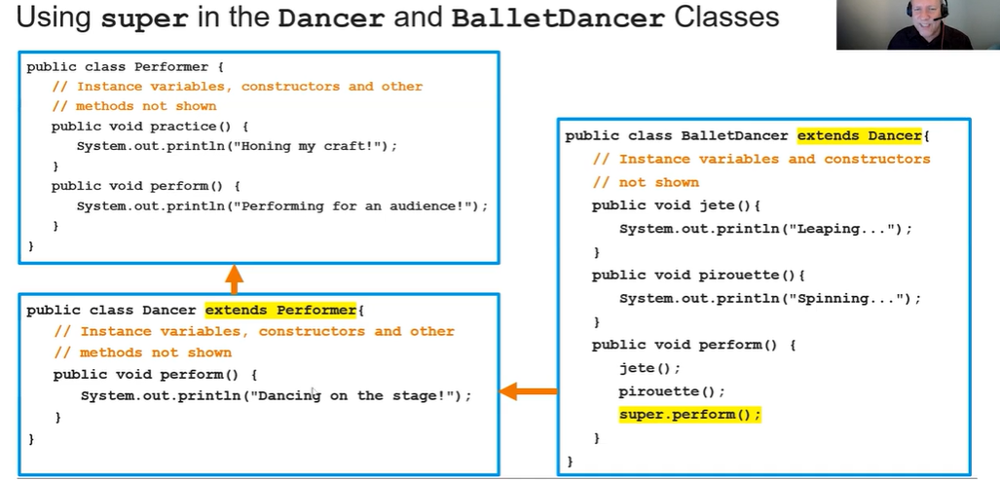 Using super in the Dancer and BalletDancer Classes
public class Performer {
// Instance variables, constructors and other
// methods not shown
public void practice() {
System.out.println("Honing my craft!");
}
public void perform() {
System.out.println("Performing for an audience!");
}
}
public class Dancer extends Performer{
// Instance variables, constructors and other
// methods not shown
public void perform() {
System.out.println("Dancing on the stage!");
}
}
public class BalletDancer extends Dancer{
// Instance variables and constructors
// not shown
public void jete(){
System.out.println("Leaping...");
}
public void pirouette(){
System.out.println("Spinning...");
}
public void perform() {
jete();
pirouette();
super.perform();
}
}